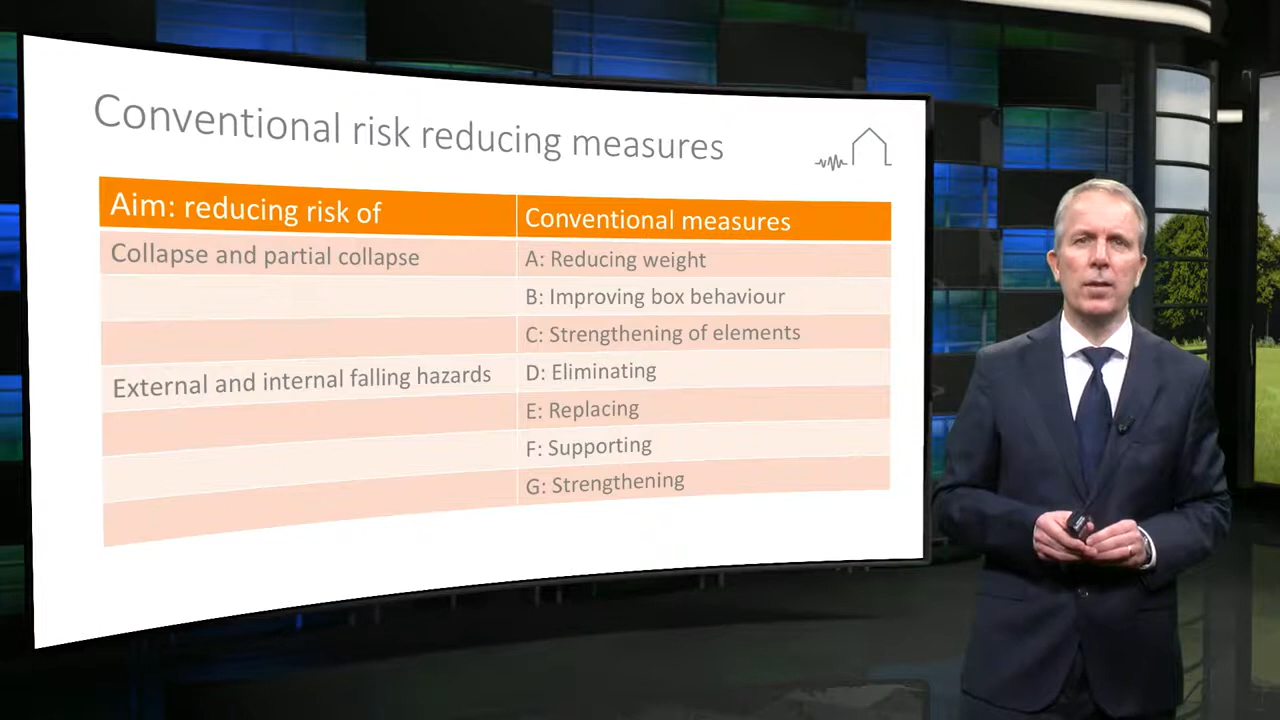 Conventional risk reducing measures
Aim: reducing risk of
Conventional measures
Collapse and partial collapse
A: Reducing weight
B: Improving box behaviour
C: Strengthening of elements
External and internal falling hazards
D: Eliminating
E: Replacing
F: Supporting
G: Strengthening